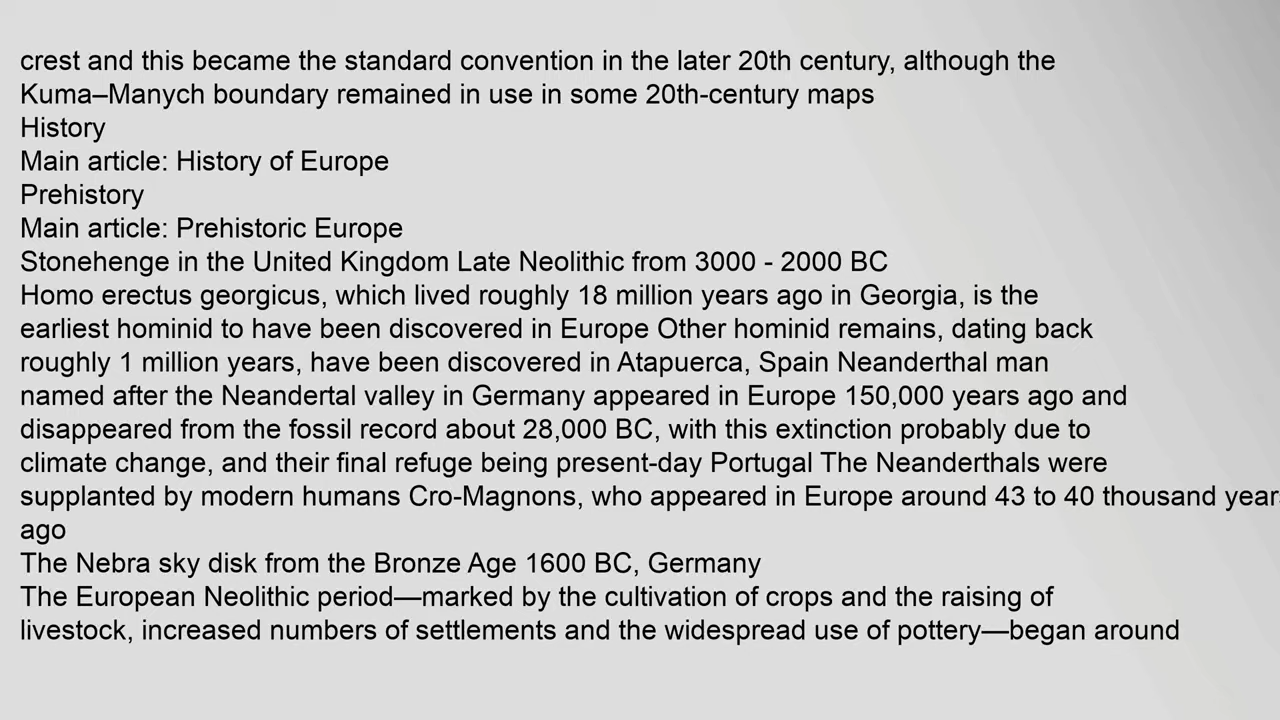 crest and this became the standard convention in the later 20th century, although the
Kuma–Manych boundary remained in use in some 20th-century maps
History
Main article: History of Europe
Prehistory
Main article: Prehistoric Europe
Stonehenge in the United Kingdom Late Neolithic from 3000 - 2000 BC
Homo erectus georgicus, which lived roughly 18 million years ago in Georgia, is the
earliest hominid to have been discovered in Europe Other hominid remains, dating back
roughly 1 million years, have been discovered in Atapuerca, Spain Neanderthal man
named after the Neandertal valley in Germany appeared in Europe 150,000 years ago and
disappeared from the fossil record about 28,000 BC, with this extinction probably due to
climate change, and their final refuge being present-day Portugal The Neanderthals were
supplanted by modern humans Cro-Magnons, who appeared in Europe around 43 to 40 thousand years
ago
The Nebra sky disk from the Bronze Age 1600 BC, Germany
The European Neolithic period—marked by the cultivation of crops and the raising of
livestock, increased numbers of settlements and the widespread use of pottery—began around